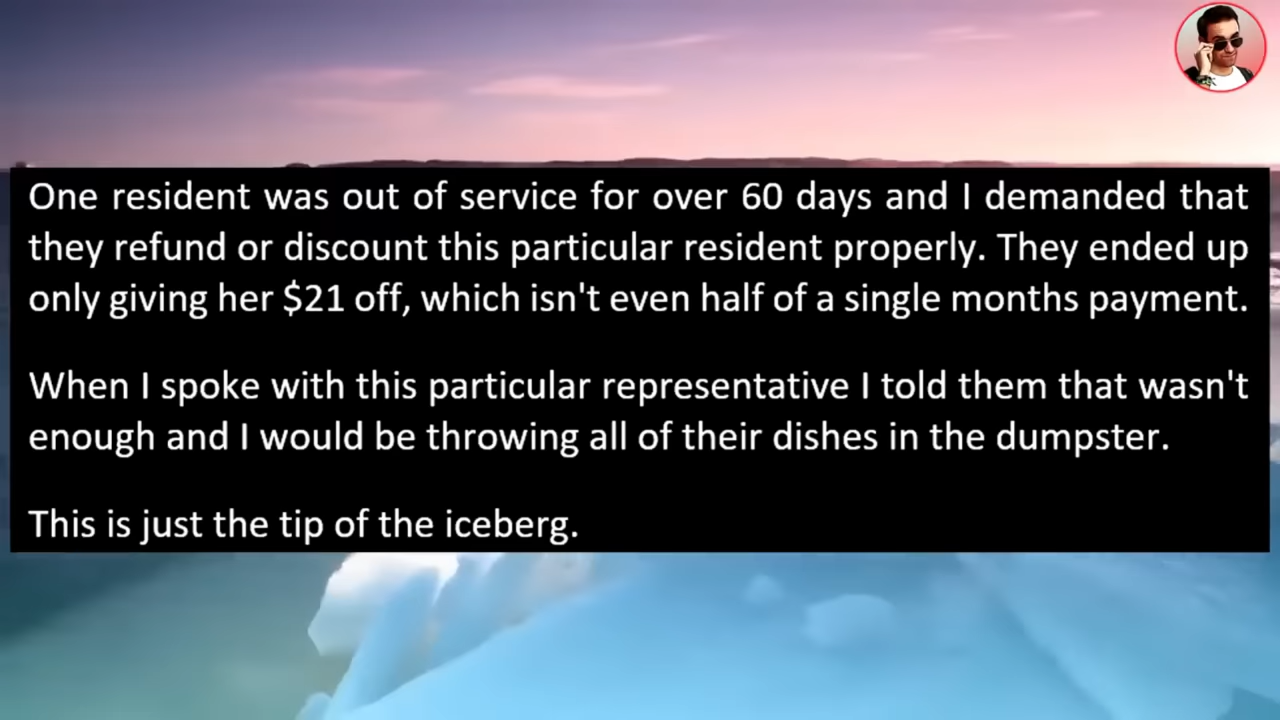 One resident was out of service for over 60 days and I demanded that
they refund or discount this particular resident properly. They ended up
only giving her $21 off, which isn't even half of a single months payment.
When I spoke with this particular representative I told them that wasn't
enough and I would be throwing all of their dishes in the dumpster.
This is just the tip of the iceberg.